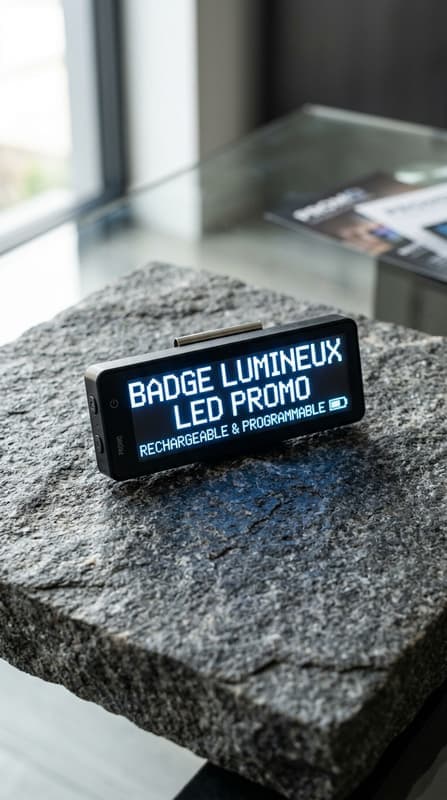 BADGE LUMINEUX
LED PROMO
RECHARGEABLE & PROGRAMMABLE